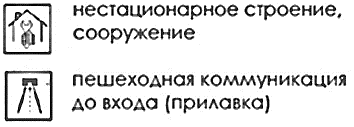 нестационарное строение,
сооружение
пешеходная коммуникация
до входа (прилавка)